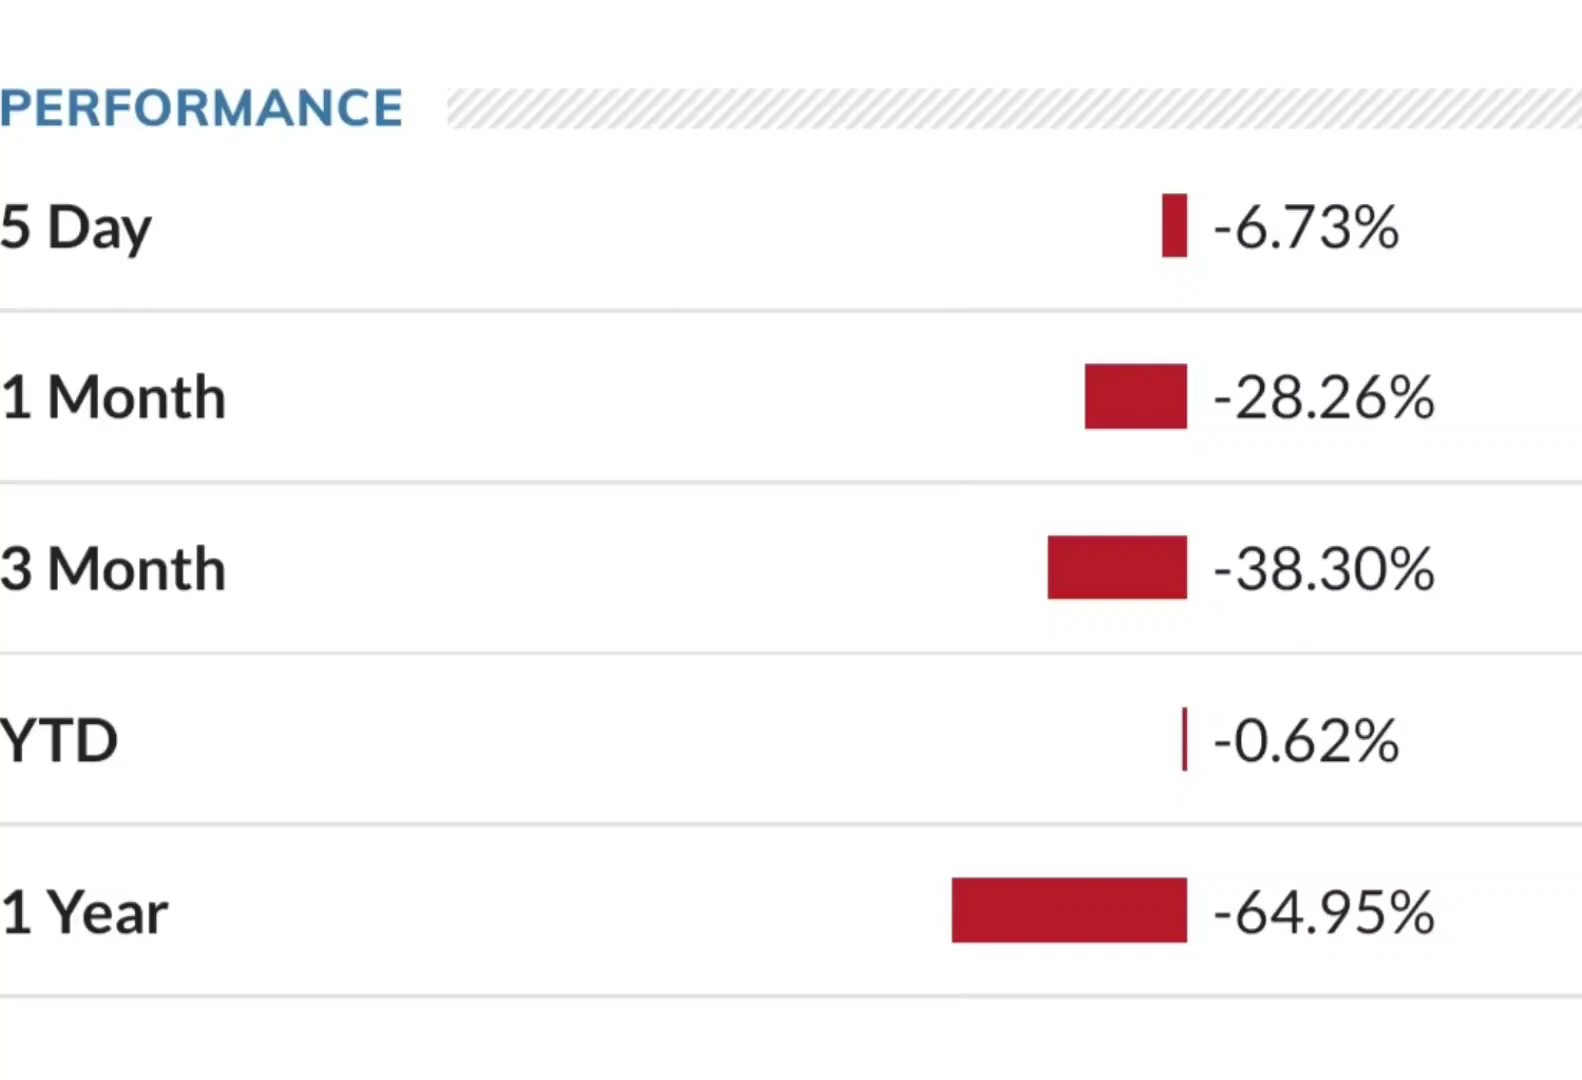 PERFORMANCE
5 Day -6.73%
1 Month -28.26%
3 Month -38.30%
YTD -0.62%
1 Year -64.95%